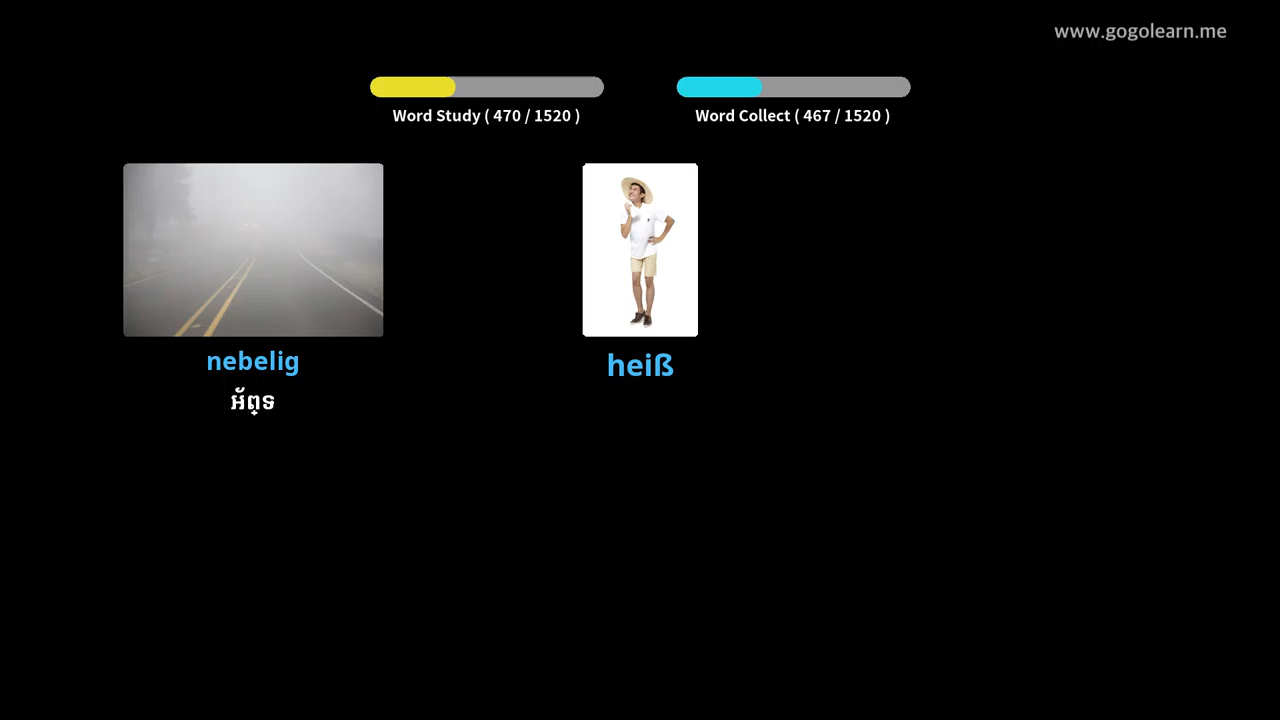 www.gogolearn.me
Word Study ( 470 / 1520 )
Word Collect ( 467 / 1520 )
nebelig
heiß
អ័ព្ទ